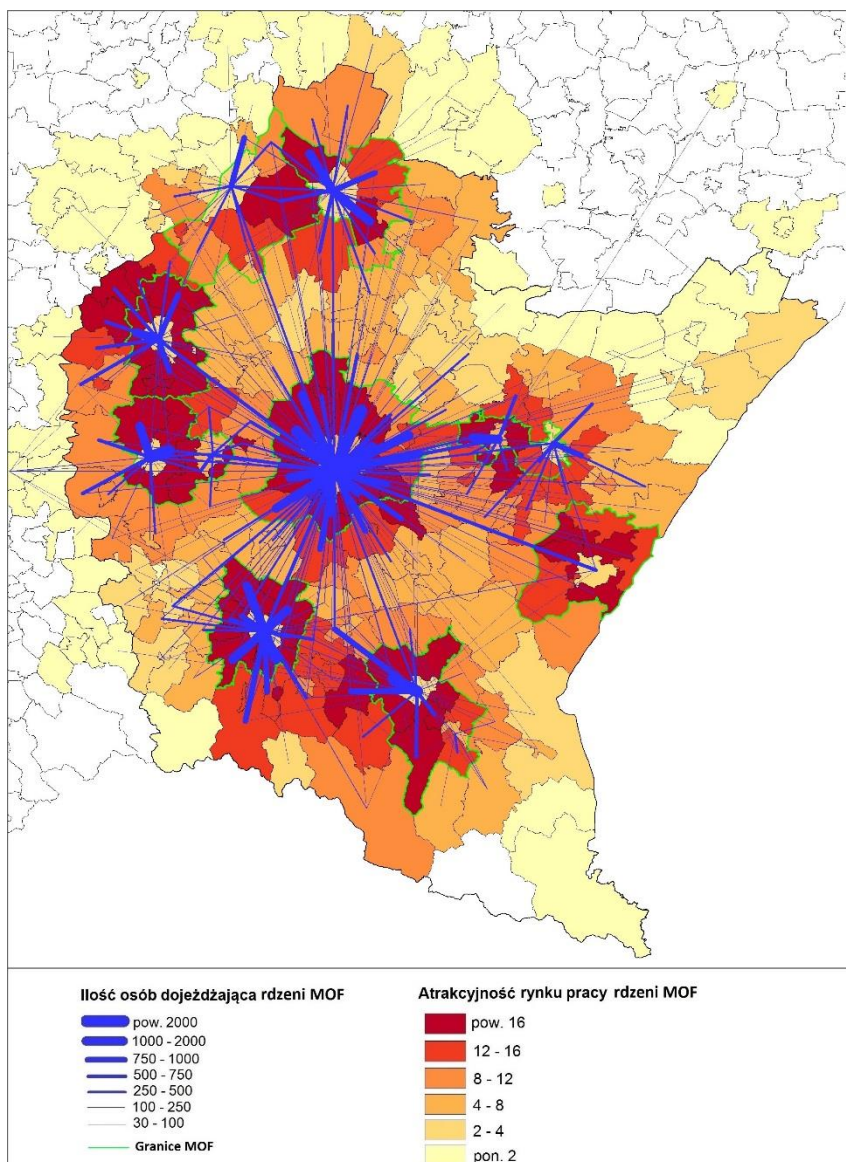 Ilość osób dojeżdżająca rdzeni MOF
pow. 2000
1000 - 2000
750 - 1000
500 - 750
250 - 500
100 - 250
30 - 100
Granice MOF
Atrakcyjność rynku pracy rdzeni MOF
pow. 16
12 - 16
8 - 12
4 - 8
2 - 4
pon. 2